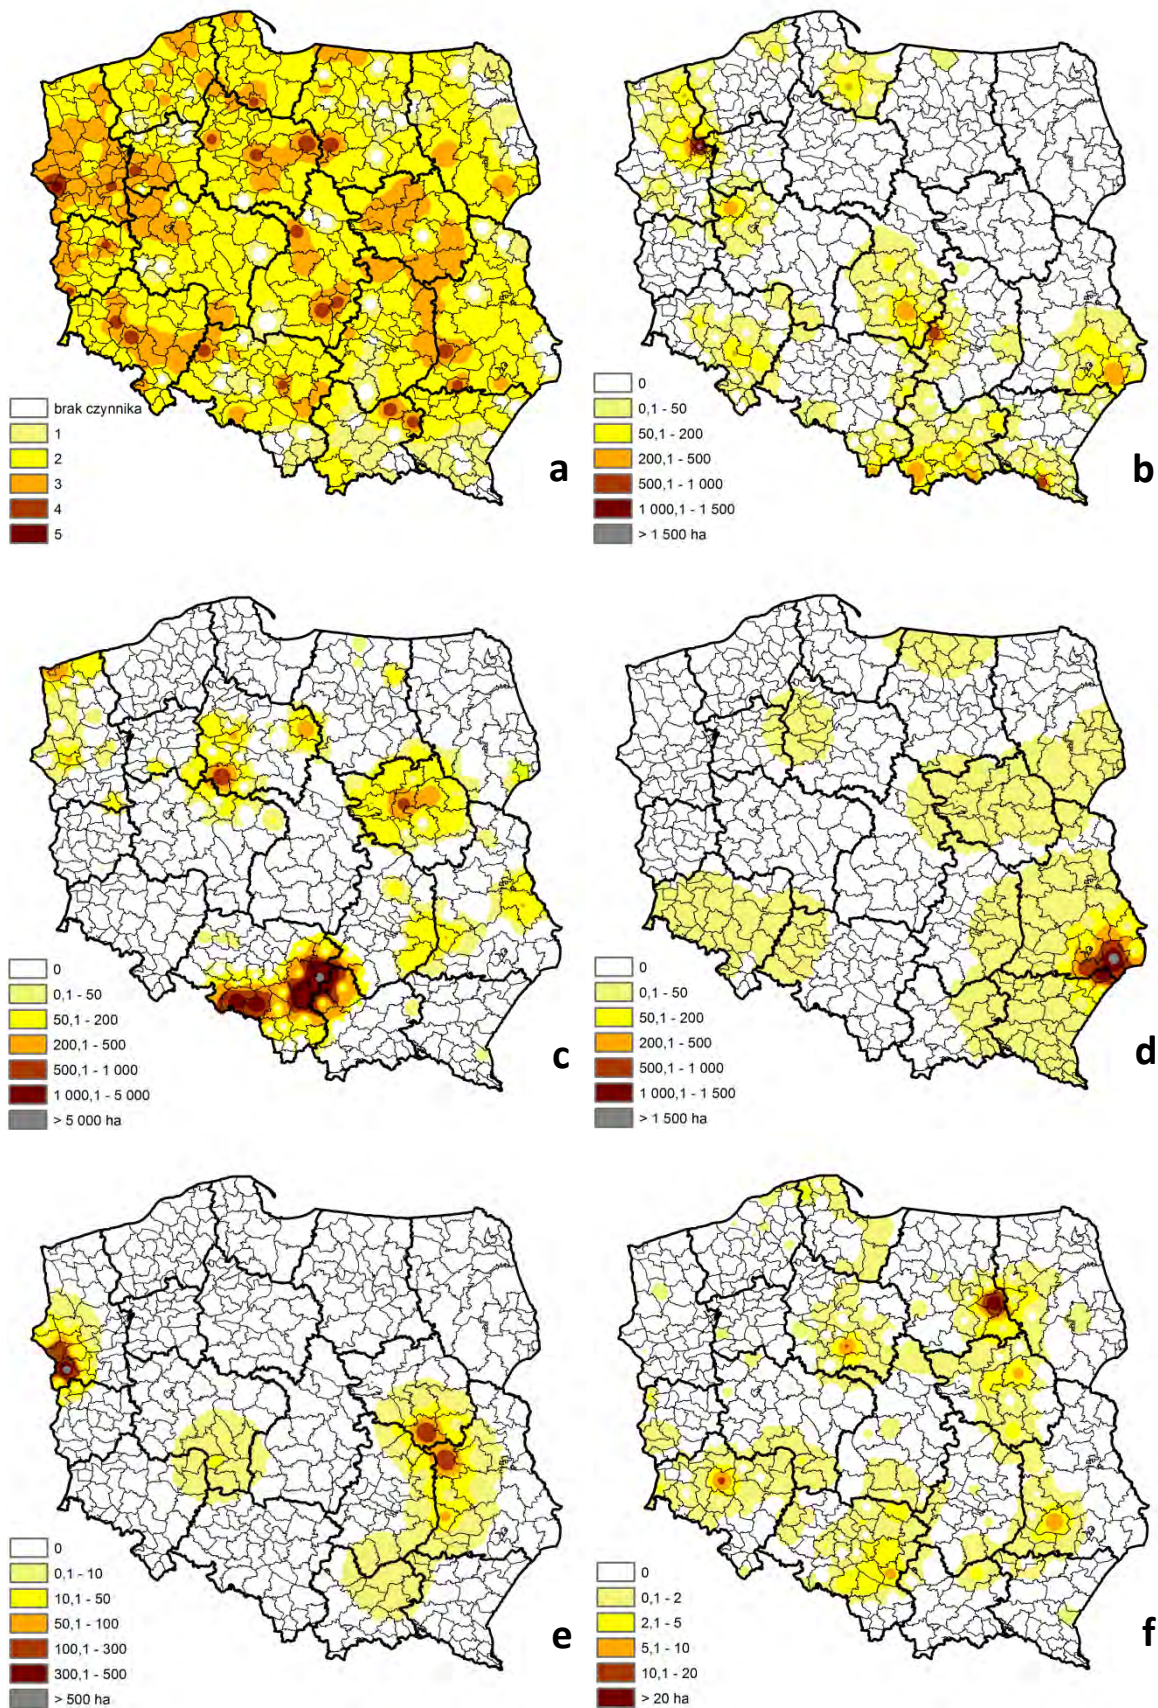 brak czynnika
1
2
3
4
5
a
0
0,1 - 50
50,1 - 200
200,1 - 500
500,1 - 1 000
1 000,1 - 1 500
> 1 500 ha
b
0
0,1 - 50
50,1 - 200
200,1 - 500
500,1 - 1 000
1 000,1 - 5 000
> 5 000 ha
c
0
0,1 - 50
50,1 - 200
200,1 - 500
500,1 - 1 000
1 000,1 - 1 500
> 1 500 ha
d
0
0,1 - 10
10,1 - 50
50,1 - 100
100,1 - 300
300,1 - 500
> 500 ha
e
0
0,1 - 2
2,1 - 5
5,1 - 10
10,1 - 20
> 20 ha
f